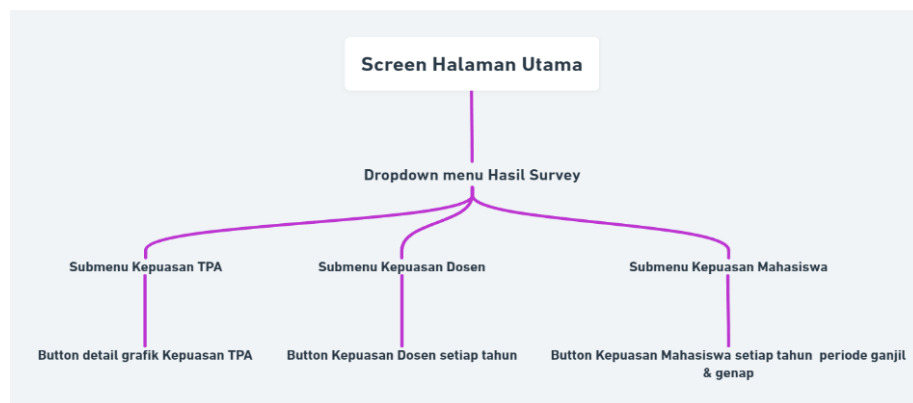 Screen Halaman Utama
Dropdown menu Hasil Survey
Submenu Kepuasan TPA
Submenu Kepuasan Dosen
Submenu Kepuasan Mahasiswa
Button detail grafik Kepuasan TPA
Button Kepuasan Dosen setiap tahun
Button Kepuasan Mahasiswa setiap tahun  periode ganjil
& genap